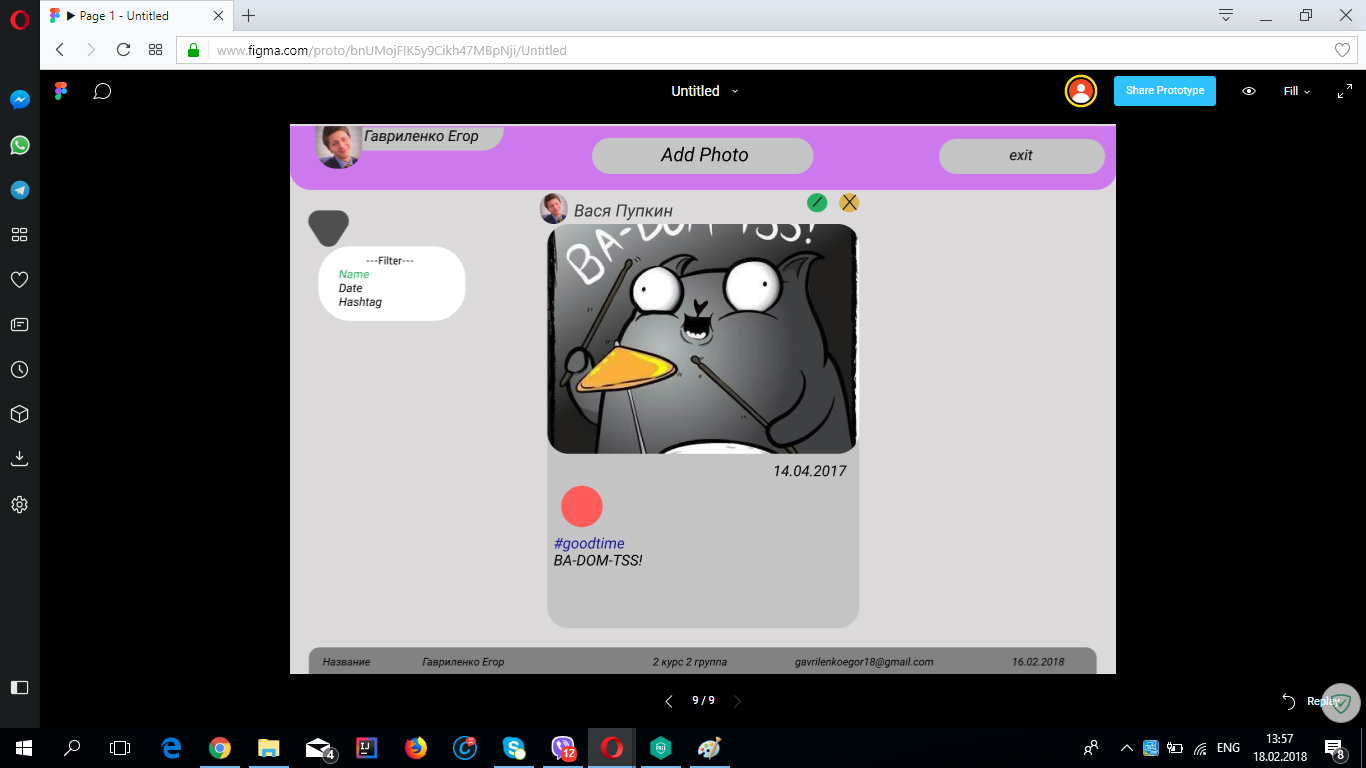 ▶ Page 1 - Untitled
www.figma.com/proto/bnUMojFIK5y9Cikh47MBpNji/Untitled
Untitled
Share Prototype
Fill
Гавриленко Егор
Add Photo
exit
Вася Пупкин
BA-DOM TSS!
---Filter---
Name
Date
Hashtag
14.04.2017
#goodtime
BA-DOM-TSS!
Название
Гавриленко Егор
2 курс 2 группа
gavrilenkoegor18@gmail.com
16.02.2018
9 / 9
Replay
4
IJ
12
ENG
13:57
18.02.2018
8